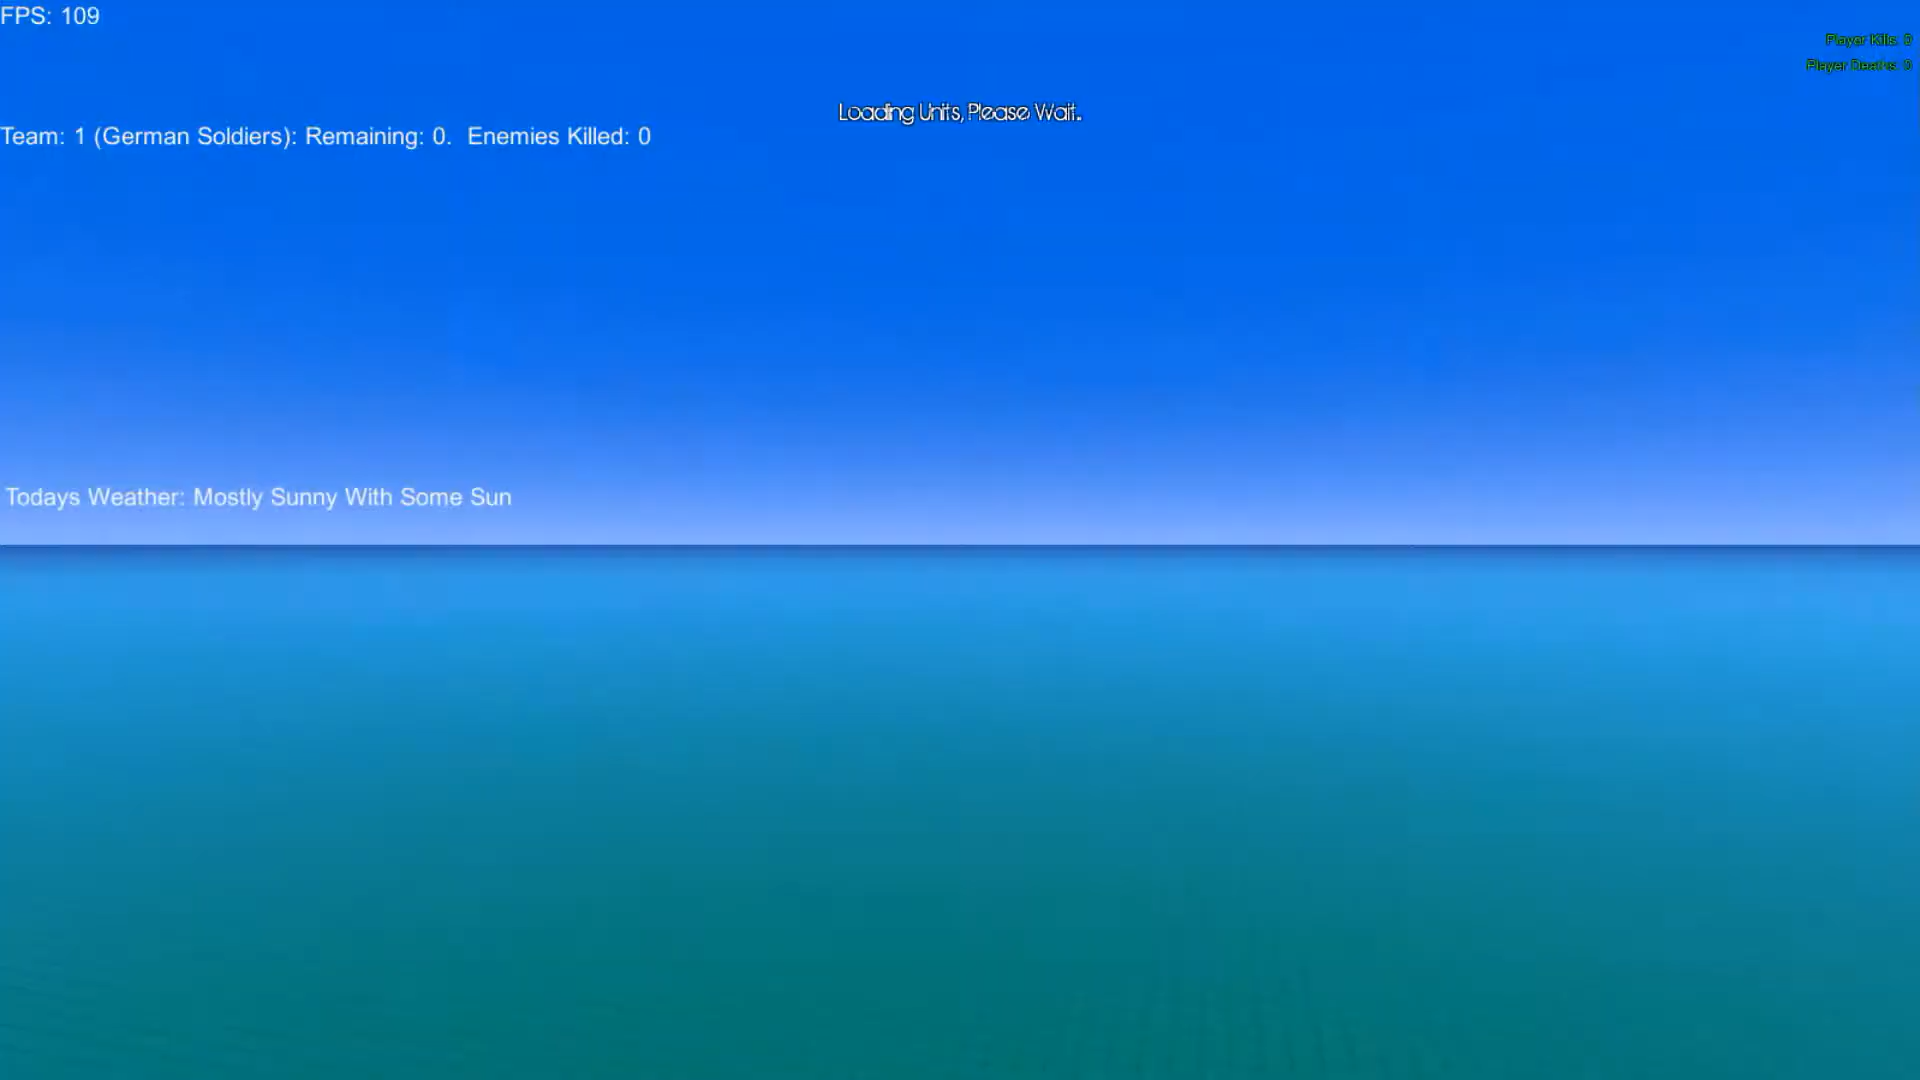 FPS: 109
Player Kills: 0
Player Deaths: 0
Loading Units, Please Wait.
Team: 1 (German Soldiers): Remaining: 0.  Enemies Killed: 0
Todays Weather: Mostly Sunny With Some Sun